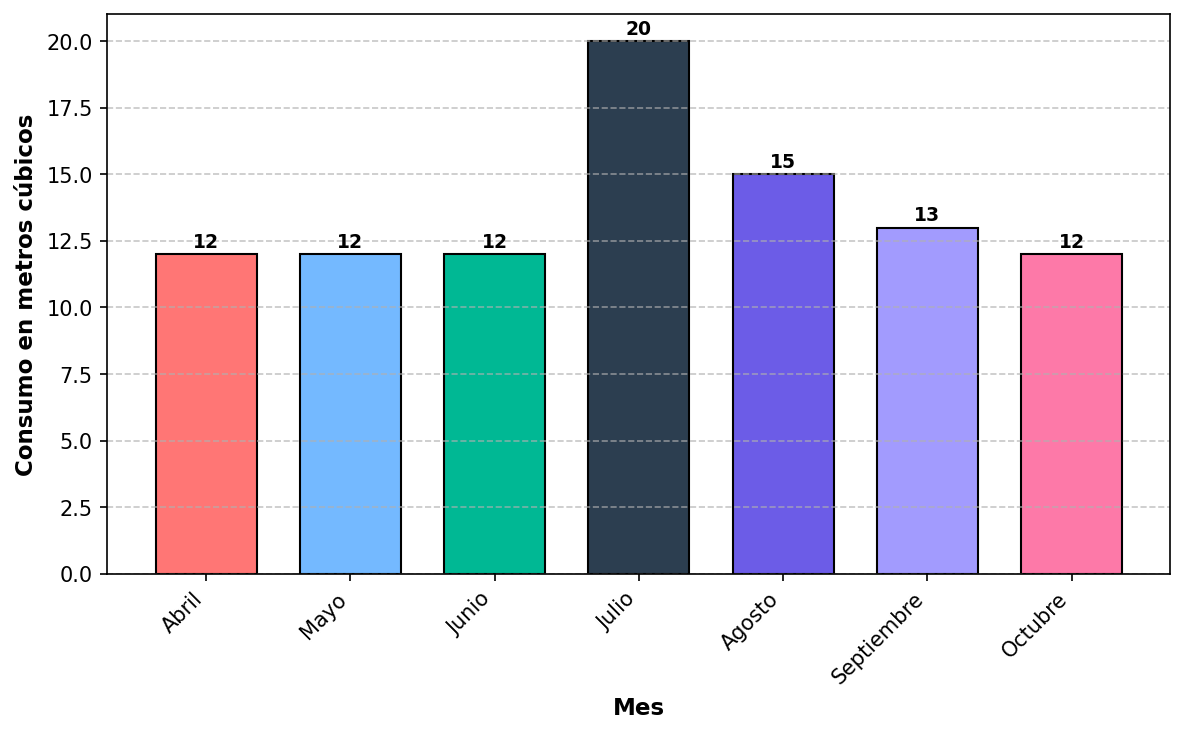 Consumo en metros cúbicos
20.0
17.5
15.0
12.5
10.0
7.5
5.0
2.5
0.0
12
12
12
20
15
13
12
Abril
Mayo
Junio
Julio
Agosto
Septiembre
Octubre
Mes